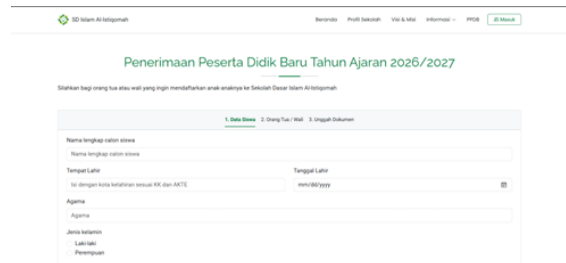 SD Islam Al-Istiqomah
Beranda Profil Sekolah Visi & Misi Informasi PPDB Masuk
Penerimaan Peserta Didik Baru Tahun Ajaran 2026/2027
Silahkan bagi orang tua atau wali yang ingin mendaftarkan anak-anaknya ke Sekolah Dasar Islam Al-Istiqomah
1. Data Siswa 2. Orang Tua / Wali 3. Unggah Dokumen
Nama lengkap calon siswa
Nama lengkap calon siswa
Tempat Lahir Tanggal Lahir
Isi dengan kota kelahiran sesuai KK dan AKTE mm/dd/yyyy
Agama
Agama
Jenis kelamin
Laki-laki
Perempuan